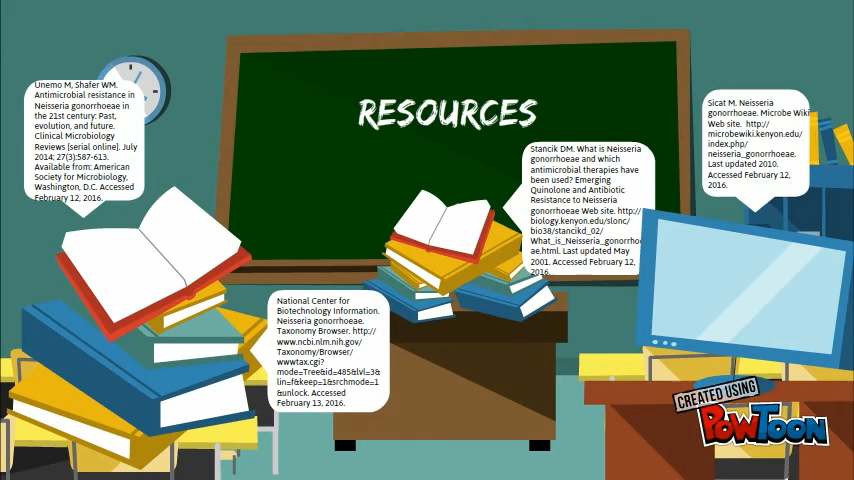 RESOURCES
Unemo M, Shafer WM.
Antimicrobial resistance in
Neisseria gonorrhoeae in
the 21st century: Past,
evolution, and future.
Clinical Microbiology
Reviews [serial online]. July
2014; 27(3):587-613.
Available from: American
Society for Microbiology,
Washington, D.C. Accessed
February 12, 2016.
National Center for
Biotechnology Information.
Neisseria gonorrhoeae.
Taxonomy Browser. http://
www.ncbi.nlm.nih.gov/
Taxonomy/Browser/
wwwtax.cgi?
mode=Tree&id=485&lvl=3&
lin=f&keep=1&srchmode=1
&unlock. Accessed
February 13, 2016.
Stancik DM. What is Neisseria
gonorrhoeae and which
antimicrobial therapies have
been used? Emerging
Quinolone and Antibiotic
Resistance to Neisseria
gonorrhoeae Web site. http://
biology.kenyon.edu/slonc/
bio38/stancikd_02/
What_is_Neisseria_gonorrhoe
ae.html. Last updated May
2001. Accessed February 12,
2016.
Sicat M. Neisseria
gonorrhoeae. Microbe Wiki
Web site. http://
microbewiki.kenyon.edu/
index.php/
neisseria_gonorrhoeae.
Last updated 2010.
Accessed February 12,
2016.
CREATED USING
POWTOON